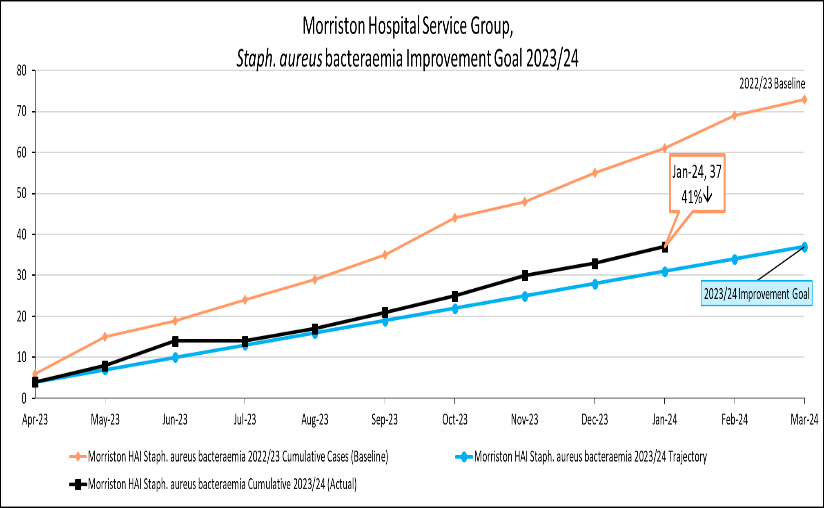 Morriston Hospital Service Group,
Staph. aureus bacteraemia Improvement Goal 2023/24
80
70
60
50
40
30
20
10
0
2022/23 Baseline
Jan-24, 37
41%↓
2023/24 Improvement Goal
Apr-23 May-23 Jun-23 Jul-23 Aug-23 Sep-23 Oct-23 Nov-23 Dec-23 Jan-24 Feb-24 Mar-24
Morriston HAI Staph. aureus bacteraemia 2022/23 Cumulative Cases (Baseline)
Morriston HAI Staph. aureus bacteraemia 2023/24 Trajectory
Morriston HAI Staph. aureus bacteraemia Cumulative 2023/24 (Actual)